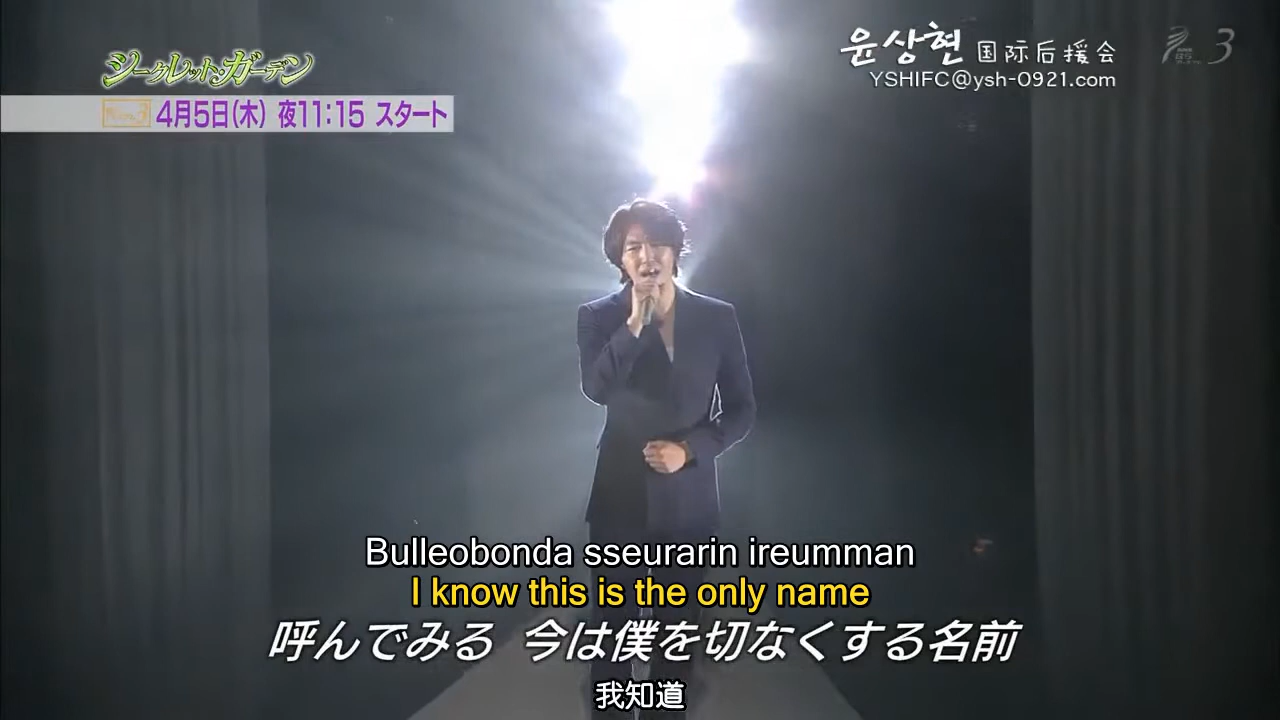 シークレット・ガーデン
4月5日(木) 夜11:15 スタート
윤상현 国际后援会
YSHIFC@ysh-0921.com
3
Bulleobonda sseurarin ireumman
I know this is the only name
呼んでみる 今は僕を切なくする名前
我知道